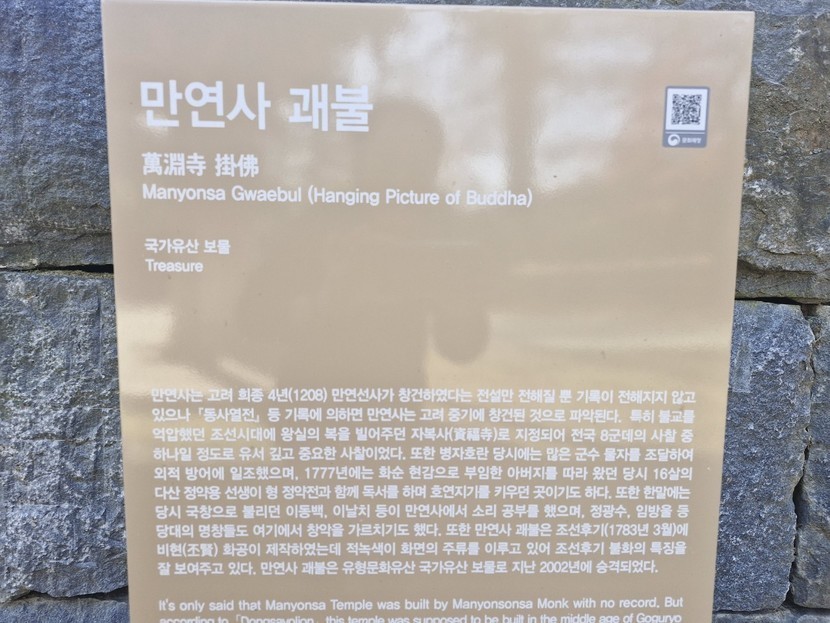 만연사 괘불
萬淵寺 掛佛
Manyonsa Gwaebul (Hanging Picture of Buddha)
국가유산 보물
Treasure
만연사는 고려 희종 4년(1208) 만연선사가 창건하였다는 전설만 전해질 뿐 기록이 전해지지 않고
있으나 「동사열전」 등 기록에 의하면 만연사는 고려 중기에 창건된 것으로 파악된다. 특히 불교를
억압했던 조선시대에 왕실의 복을 빌어주던 자복사(資福寺)로 지정되어 전국 8군데의 사찰 중
하나일 정도로 유서 깊고 중요한 사찰이었다. 또한 병자호란 당시에는 많은 군수 물자를 조달하여
외적 방어에 일조했으며, 1777년에는 화순 현감으로 부임한 아버지를 따라 왔던 당시 16살의
다산 정약용 선생이 형 정약전과 함께 독서를 하며 호연지기를 키우던 곳이기도 하다. 또한 한말에는
당시 국창으로 불리던 이동백, 이날치 등이 만연사에서 소리 공부를 했으며, 정광수, 임방울 등
당대의 명창들도 여기에서 창악을 가르치기도 했다. 또한 만연사 괘불은 조선후기(1783년 3월)에
비현(丕賢) 화공이 제작하였는데 적녹색이 화면의 주류를 이루고 있어 조선후기 불화의 특징을
잘 보여주고 있다. 만연사 괘불은 유형문화유산 국가유산 보물로 지난 2002년에 승격되었다.
It's only said that Manyonsa Temple was built by Manyonsonsa Monk with no record. But
according to 「Dongsayoljon」 this temple was supposed to be built in the middle age of Goguryo